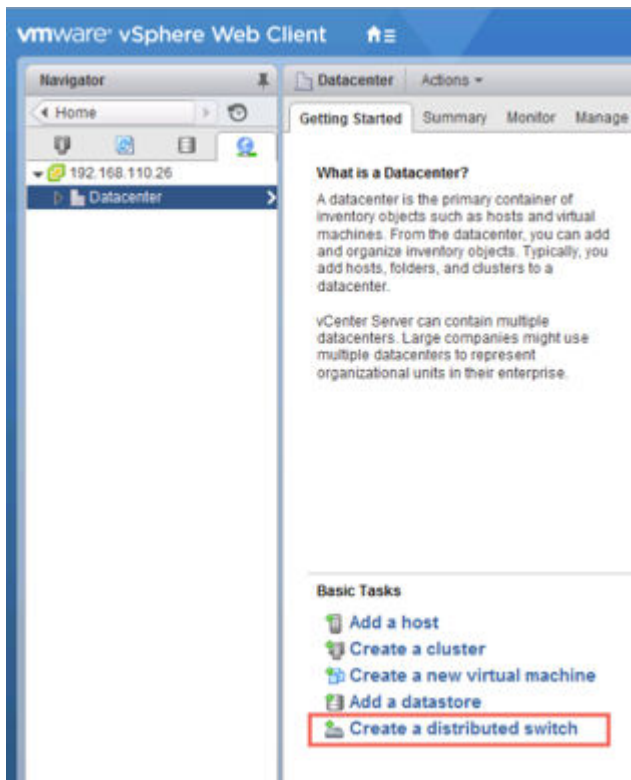 vmware® vSphere Web Client
Navigator
Datacenter
Actions
Home
Getting Started
Summary
Monitor
Manage
192.168.110.26
Datacenter
What is a Datacenter?
A datacenter is the primary container of
inventory objects such as hosts and virtual
machines. From the datacenter, you can add
and organize inventory objects. Typically, you
add hosts, folders, and clusters to a
datacenter.
vCenter Server can contain multiple
datacenters. Large companies might use
multiple datacenters to represent
organizational units in their enterprise.
Basic Tasks
Add a host
Create a cluster
Create a new virtual machine
Add a datastore
Create a distributed switch